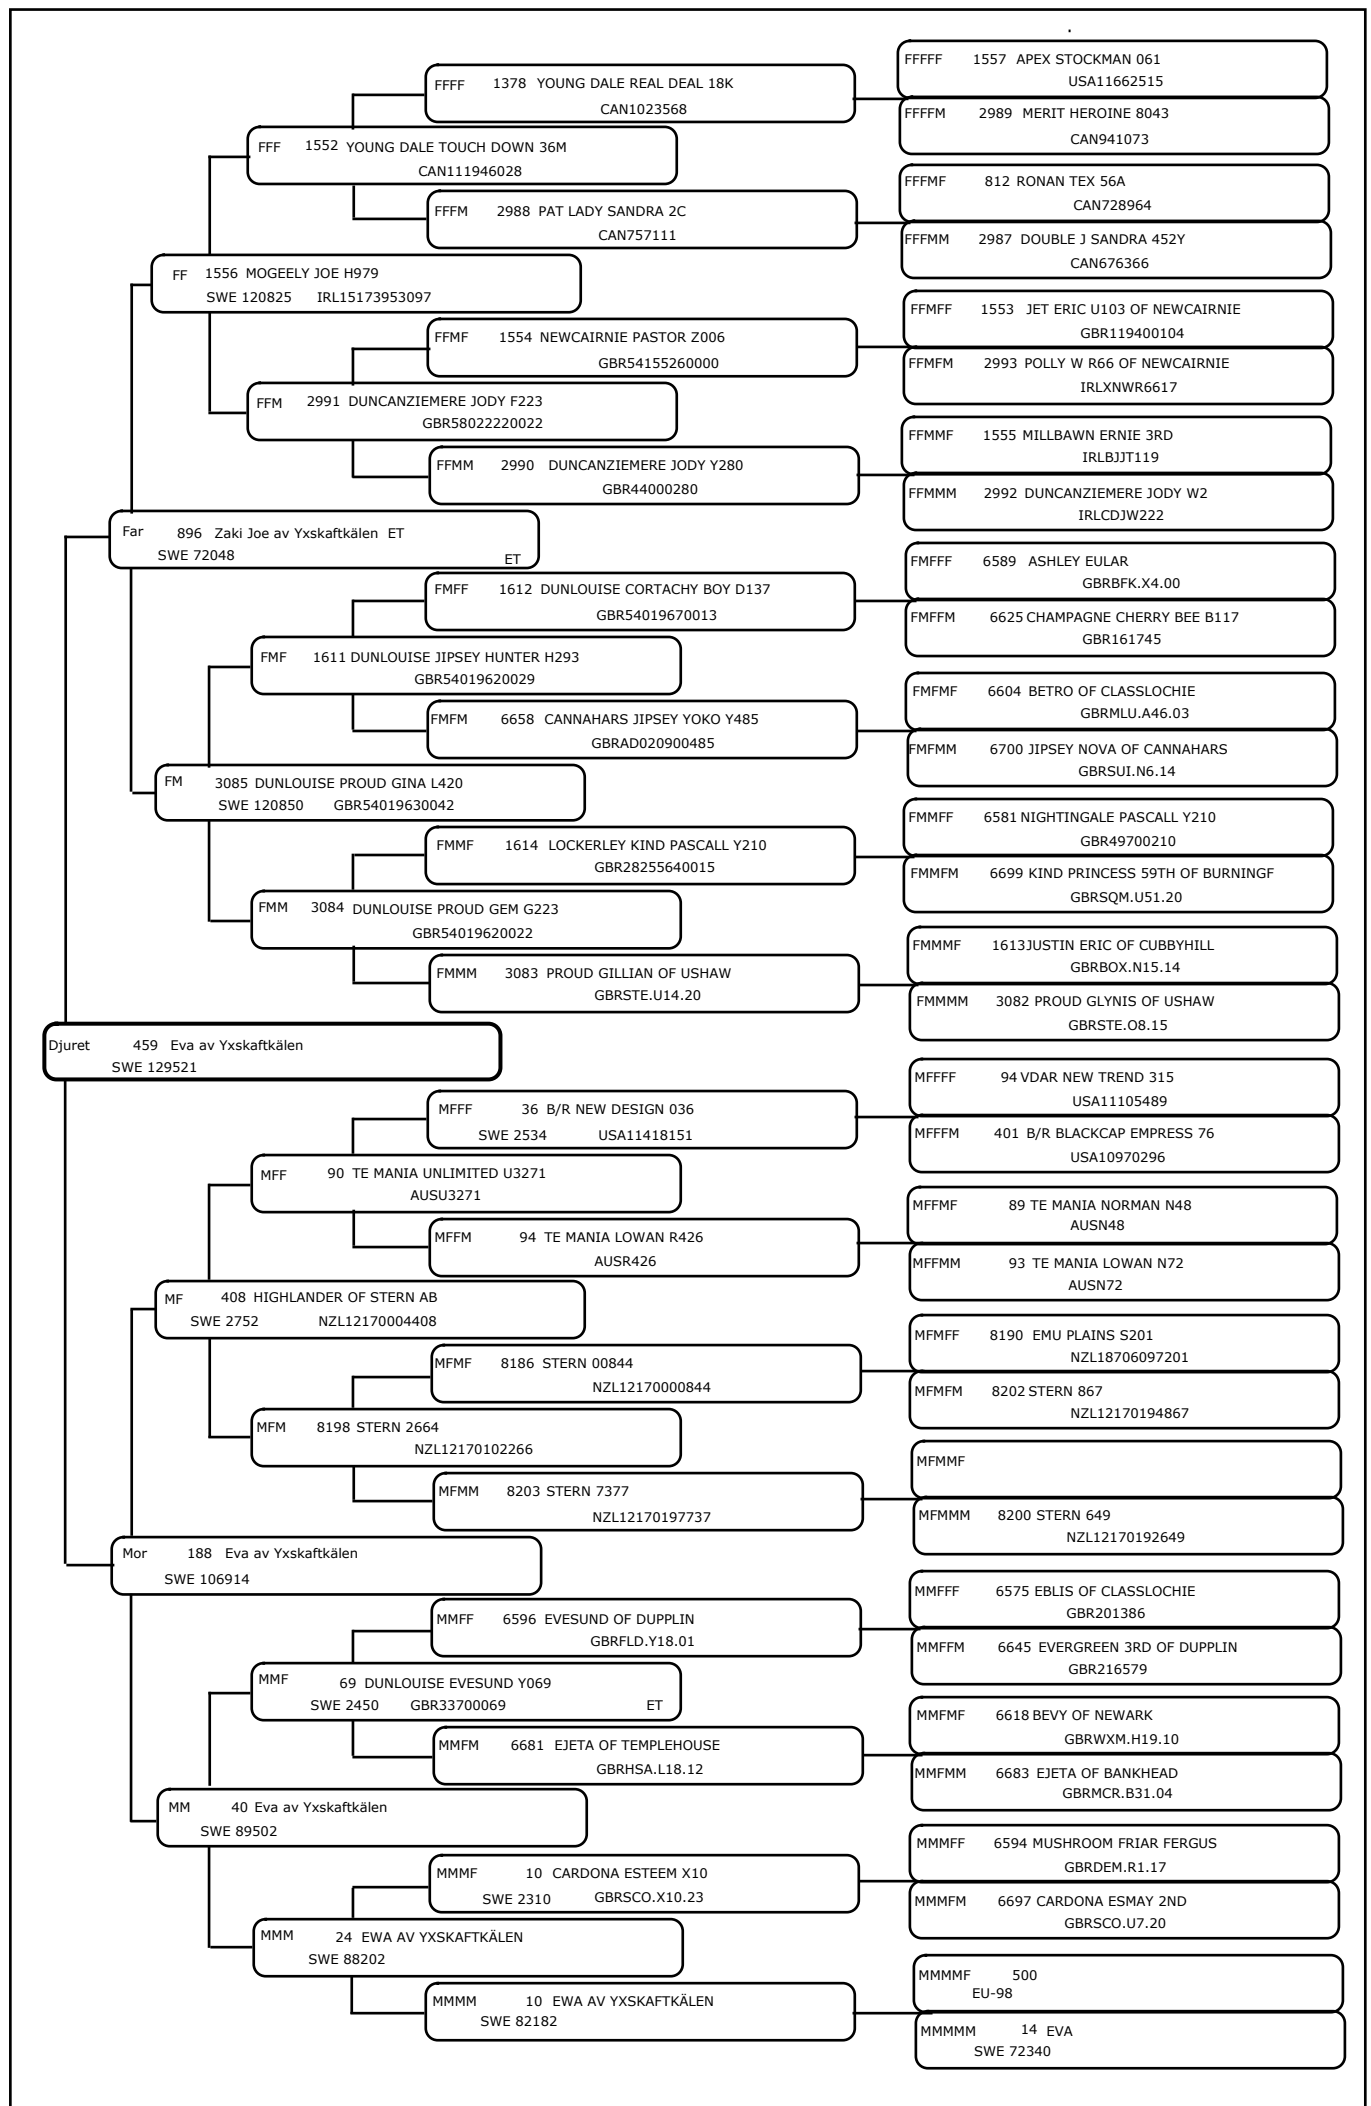 FFFFF 1557 APEX STOCKMAN 061
USA11662515
FFFF 1378 YOUNG DALE REAL DEAL 18K
CAN1023568
FFFFM 2989 MERIT HEROINE 8043
CAN941073
FFF 1552 YOUNG DALE TOUCH DOWN 36M
CAN111946028
FFFMF 812 RONAN TEX 56A
CAN728964
FFFM 2988 PAT LADY SANDRA 2C
CAN757111
FFFMM 2987 DOUBLE J SANDRA 452Y
CAN676366
FF 1556 MOGEELY JOE H979
SWE 120825 IRL15173953097
FFMFF 1553 JET ERIC U103 OF NEWCAIRNIE
GBR119400104
FFMF 1554 NEWCAIRNIE PASTOR Z006
GBR54155260000
FFMFM 2993 POLLY W R66 OF NEWCAIRNIE
IRLXNWR6617
FFM 2991 DUNCANZIEMERE JODY F223
GBR58022220022
FFMMF 1555 MILLBAWN ERNIE 3RD
IRLBJJT119
FFMM 2990 DUNCANZIEMERE JODY Y280
GBR44000280
FFMMM 2992 DUNCANZIEMERE JODY W2
IRLCDJW222
Far 896 Zaki Joe av Yxskaftkälen ET
SWE 72048 ET
FMFFF 6589 ASHLEY EULAR
GBRBFK.X4.00
FMFF 1612 DUNLOUISE CORTACHY BOY D137
GBR54019670013
FMFFM 6625 CHAMPAGNE CHERRY BEE B117
GBR161745
FMF 1611 DUNLOUISE JIPSEY HUNTER H293
GBR54019620029
FMFMF 6604 BETRO OF CLASSLOCHIE
GBRMLU.A46.03
FMFM 6658 CANNAHARS JIPSEY YOKO Y485
GBRAD020900485
FMFMM 6700 JIPSEY NOVA OF CANNAHARS
GBRSUI.N6.14
FM 3085 DUNLOUISE PROUD GINA L420
SWE 120850 GBR54019630042
FMMFF 6581 NIGHTINGALE PASCALL Y210
GBR49700210
FMMF 1614 LOCKERLEY KIND PASCALL Y210
GBR28255640015
FMMFM 6699 KIND PRINCESS 59TH OF BURNINGF
GBRSQM.U51.20
FMM 3084 DUNLOUISE PROUD GEM G223
GBR54019620022
FMMMF 1613 JUSTIN ERIC OF CUBBYHILL
GBRBOX.N15.14
FMMM 3083 PROUD GILLIAN OF USHAW
GBRSTE.U14.20
FMMMM 3082 PROUD GLYNIS OF USHAW
GBRSTE.O8.15
Djuret 459 Eva av Yxskaftkälen
SWE 129521
MFFFF 94 VDAR NEW TREND 315
USA11105489
MFFF 36 B/R NEW DESIGN 036
SWE 2534 USA11418151
MFFFM 401 B/R BLACKCAP EMPRESS 76
USA10970296
MFF 90 TE MANIA UNLIMITED U3271
AUSU3271
MFFMF 89 TE MANIA NORMAN N48
AUSN48
MFFM 94 TE MANIA LOWAN R426
AUSR426
MFFMM 93 TE MANIA LOWAN N72
AUSN72
MF 408 HIGHLANDER OF STERN AB
SWE 2752 NZL12170004408
MFMFF 8190 EMU PLAINS S201
NZL18706097201
MFMF 8186 STERN 00844
NZL12170000844
MFMFM 8202 STERN 867
NZL12170194867
MFM 8198 STERN 2664
NZL12170102266
MFMMF
MFMM 8203 STERN 7377
NZL12170197737
MFMMM 8200 STERN 649
NZL12170192649
Mor 188 Eva av Yxskaftkälen
SWE 106914
MMFFF 6575 EBLIS OF CLASSLOCHIE
GBR201386
MMFF 6596 EVESUND OF DUPPLIN
GBRFLD.Y18.01
MMFFM 6645 EVERGREEN 3RD OF DUPPLIN
GBR216579
MMF 69 DUNLOUISE EVESUND Y069
SWE 2450 GBR33700069 ET
MMFMF 6618 BEVY OF NEWARK
GBRWXM.H19.10
MMFM 6681 EJETA OF TEMPLEHOUSE
GBRHSA.L18.12
MMFMM 6683 EJETA OF BANKHEAD
GBRMCR.B31.04
MM 40 Eva av Yxskaftkälen
SWE 89502
MMMFF 6594 MUSHROOM FRIAR FERGUS
GBRDEM.R1.17
MMMF 10 CARDONA ESTEEM X10
SWE 2310 GBRSCO.X10.23
MMMFM 6697 CARDONA ESMAY 2ND
GBRSCO.U7.20
MMM 24 EWA AV YXSKAFTKÄLEN
SWE 88202
MMMMF 500
EU-98
MMMM 10 EWA AV YXSKAFTKÄLEN
SWE 82182
MMMMM 14 EVA
SWE 72340